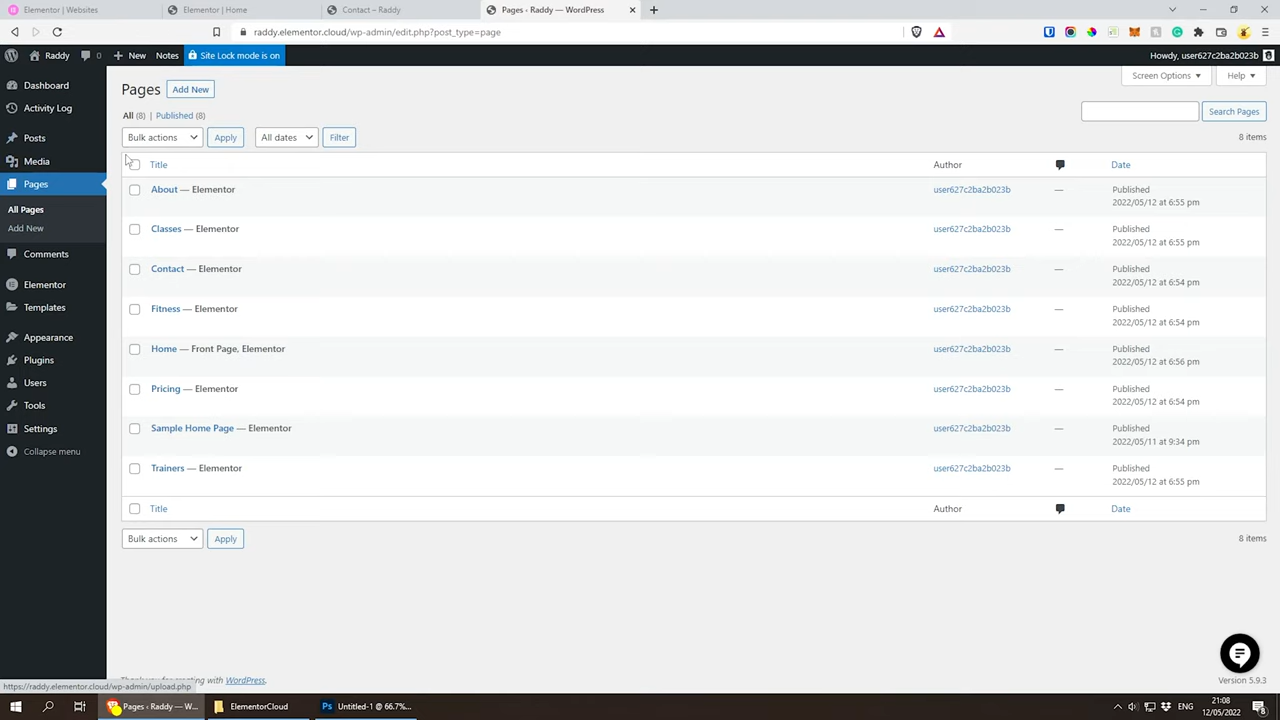 Elementor | Websites
Elementor | Home
Contact – Raddy
Pages ‹ Raddy — WordPress
raddy.elementor.cloud/wp-admin/edit.php?post_type=page
Raddy
0
New
Notes
Site Lock mode is on
Howdy, user627c2ba2b023b
Dashboard
Activity Log
Posts
Media
Pages
All Pages
Add New
Comments
Elementor
Templates
Appearance
Plugins
Users
Tools
Settings
Collapse menu
Pages
Add New
Screen Options
Help
All (8) | Published (8)
Search Pages
Bulk actions
Apply
All dates
Filter
8 items
Title
Author
Date
About — Elementor
user627c2ba2b023b
—
Published
2022/05/12 at 6:55 pm
Classes — Elementor
user627c2ba2b023b
—
Published
2022/05/12 at 6:55 pm
Contact — Elementor
user627c2ba2b023b
—
Published
2022/05/12 at 6:54 pm
Fitness — Elementor
user627c2ba2b023b
—
Published
2022/05/12 at 6:54 pm
Home — Front Page, Elementor
user627c2ba2b023b
—
Published
2022/05/12 at 6:56 pm
Pricing — Elementor
user627c2ba2b023b
—
Published
2022/05/12 at 6:54 pm
Sample Home Page — Elementor
user627c2ba2b023b
—
Published
2022/05/11 at 9:34 pm
Trainers — Elementor
user627c2ba2b023b
—
Published
2022/05/12 at 6:55 pm
Title
Author
Date
Bulk actions
Apply
8 items
Thank you for creating with WordPress.
Version 5.9.3
https://raddy.elementor.cloud/wp-admin/upload.php
Pages ‹ Raddy — W...
ElementorCloud
Untitled-1 @ 66.7%...
ENG
21:08
12/05/2022